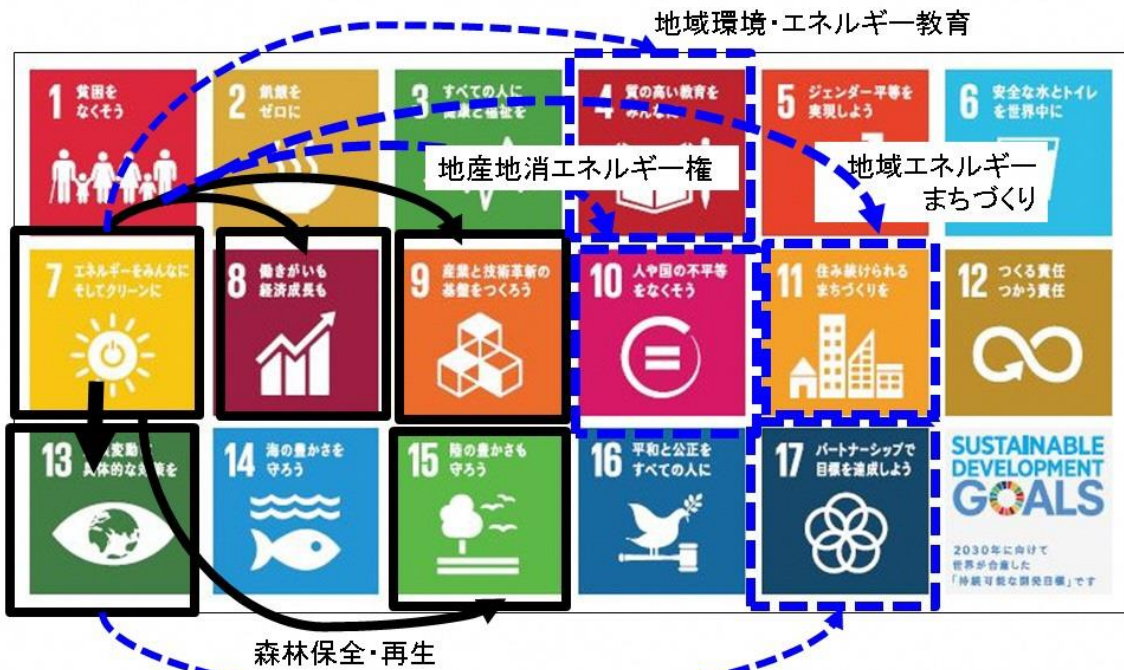 地域環境・エネルギー教育
1 貧困を
なくそう
2 飢餓を
ゼロに
3 すべての人に
健康と福祉を
4 質の高い教育を
みんなに
5 ジェンダー平等を
実現しよう
6 安全な水とトイレ
を世界中に
地産地消エネルギー権
地域エネルギー
まちづくり
7 エネルギーをみんなに
そしてクリーンに
8 働きがいも
経済成長も
9 産業と技術革新の
基盤をつくろう
10 人や国の不平等
をなくそう
11 住み続けられる
まちづくりを
12 つくる責任
つかう責任
13 変動に
具体的な対策を
14 海の豊かさを
守ろう
15 陸の豊かさも
守ろう
16 平和と公正を
すべての人に
17 パートナーシップで
目標を達成しよう
SUSTAINABLE
DEVELOPMENT
GOALS
2030年に向けて
世界が合意した
「持続可能な開発目標」です
森林保全・再生